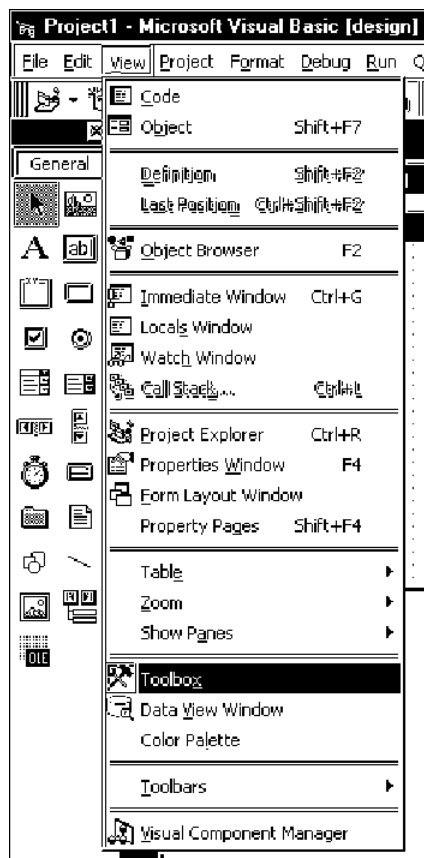 Project1 - Microsoft Visual Basic [design]
File Edit View Project Format Debug Run
General
Code
Object Shift+F7
Definition Shift+F2
Last Position Ctrl+Shift+F2
Object Browser F2
Immediate Window Ctrl+G
Locals Window
Watch Window
Call Stack... Ctrl+L
Project Explorer Ctrl+R
Properties Window F4
Form Layout Window
Property Pages Shift+F4
Table
Zoom
Show Panes
Toolbox
Data View Window
Color Palette
Toolbars
Visual Component Manager
A
ab
OLE